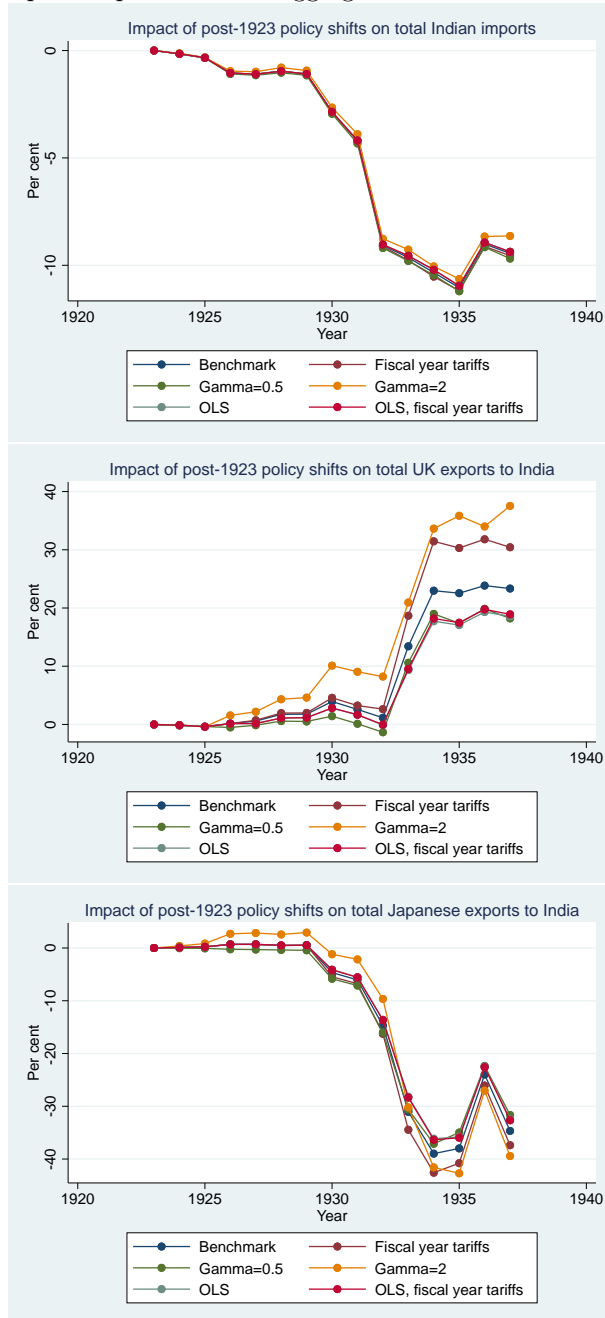 Impact of post-1923 policy shifts on total Indian imports
0
-5
-10
Per cent
1920 1925 1930 1935 1940
Year
Benchmark Fiscal year tariffs
Gamma=0.5 Gamma=2
OLS OLS, fiscal year tariffs
Impact of post-1923 policy shifts on total UK exports to India
40
30
20
10
0
Per cent
1920 1925 1930 1935 1940
Year
Benchmark Fiscal year tariffs
Gamma=0.5 Gamma=2
OLS OLS, fiscal year tariffs
Impact of post-1923 policy shifts on total Japanese exports to India
0
-10
-20
-30
-40
Per cent
1920 1925 1930 1935 1940
Year
Benchmark Fiscal year tariffs
Gamma=0.5 Gamma=2
OLS OLS, fiscal year tariffs